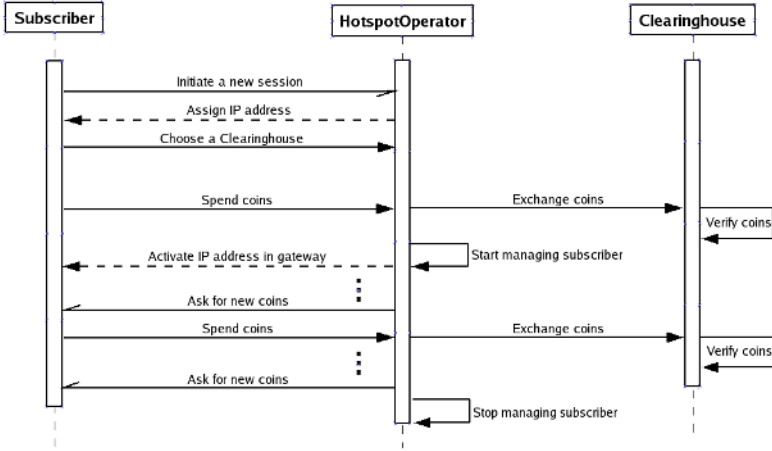 Subscriber
HotspotOperator
Clearinghouse
Initiate a new session
Assign IP address
Choose a Clearinghouse
Spend coins
Exchange coins
Verify coins
Start managing subscriber
Activate IP address in gateway
Ask for new coins
Spend coins
Exchange coins
Verify coins
Ask for new coins
Stop managing subscriber